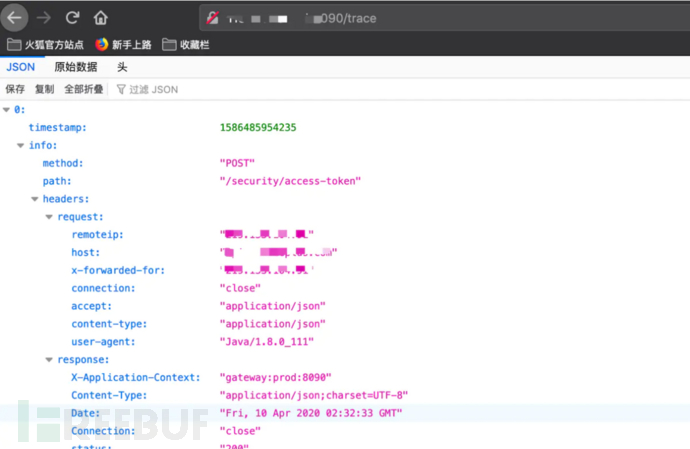 090/trace
火狐官方站点 新手上路 收藏栏
JSON 原始数据 头
保存 复制 全部折叠 过滤 JSON
0:
timestamp: 1586485954235
info:
method: "POST"
path: "/security/access-token"
headers:
request:
remoteip:
host:
x-forwarded-for:
connection: "close"
accept: "application/json"
content-type: "application/json"
user-agent: "Java/1.8.0_111"
response:
X-Application-Context: "gateway:prod:8090"
Content-Type: "application/json;charset=UTF-8"
Date: "Fri, 10 Apr 2020 02:32:33 GMT"
Connection: "close"
status: "200"
FREEBUF